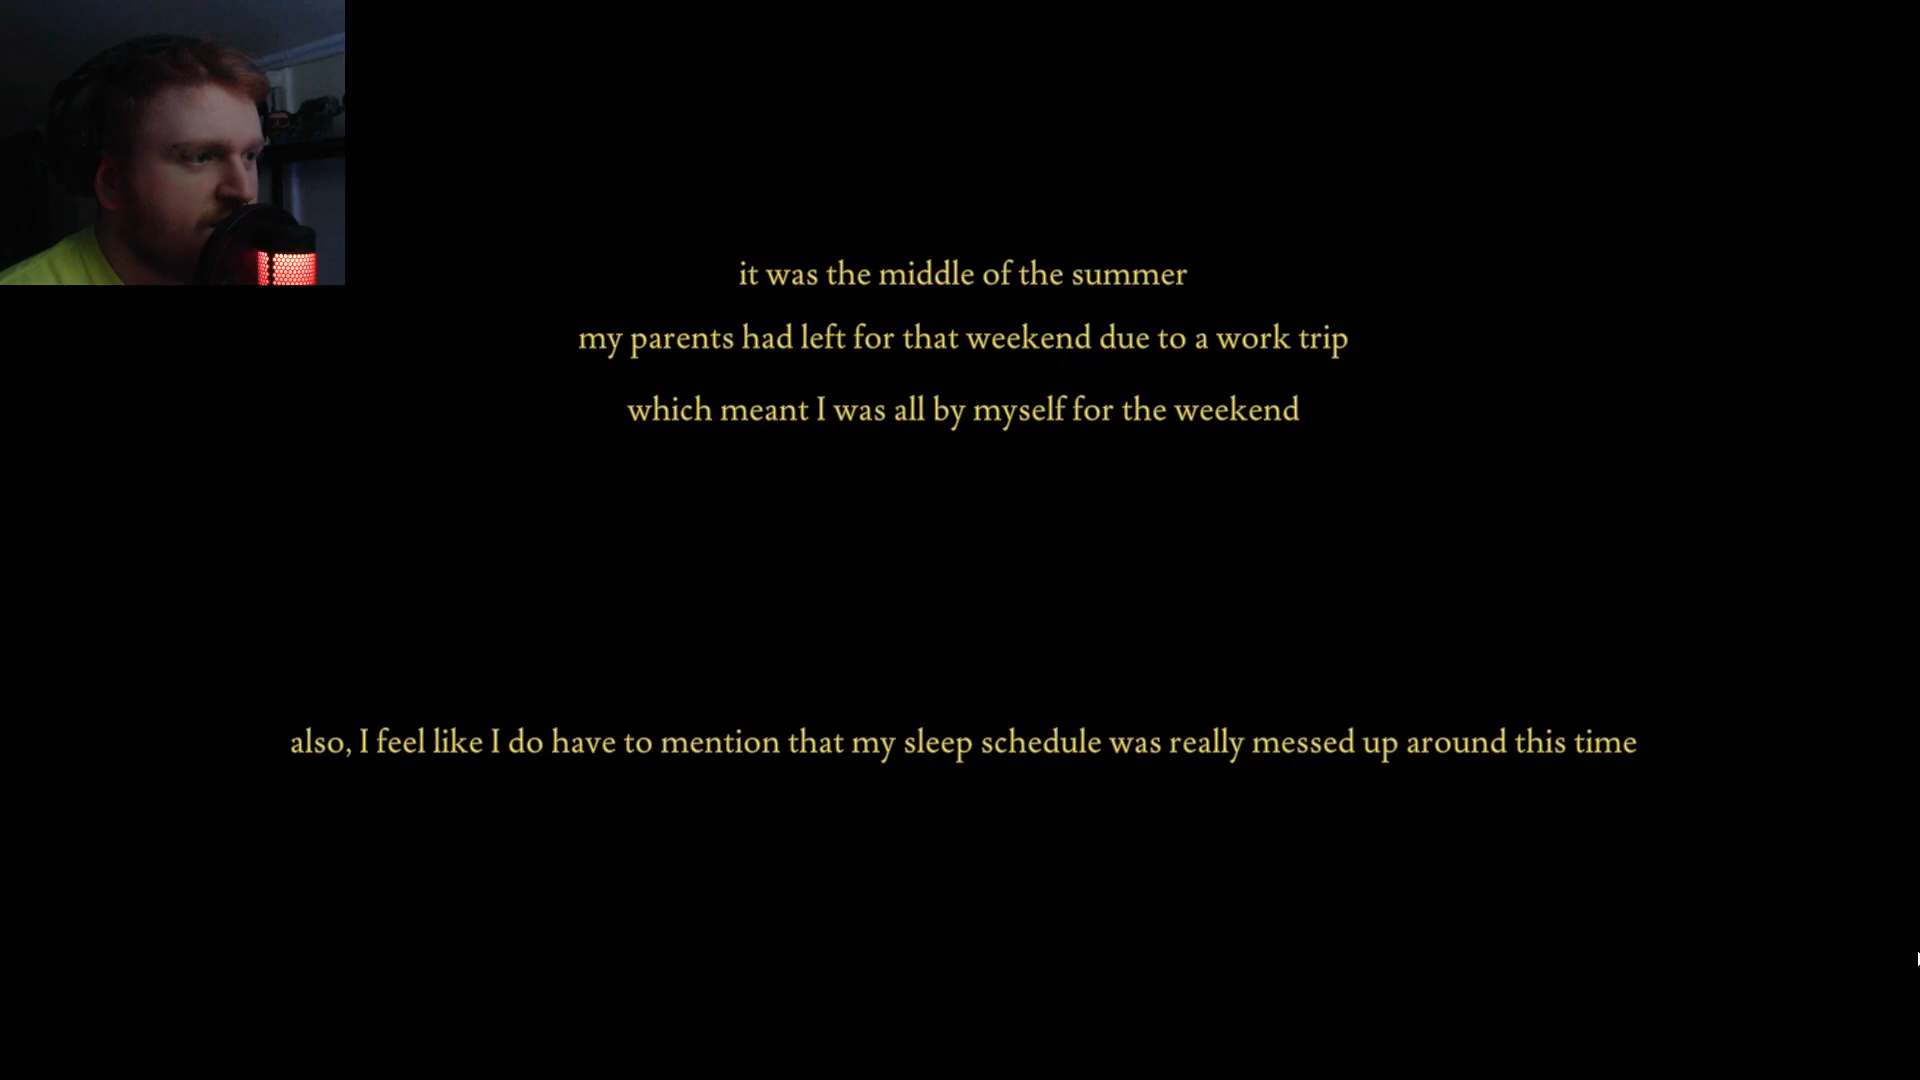 it was the middle of the summer
my parents had left for that weekend due to a work trip
which meant I was all by myself for the weekend
also, I feel like I do have to mention that my sleep schedule was really messed up around this time